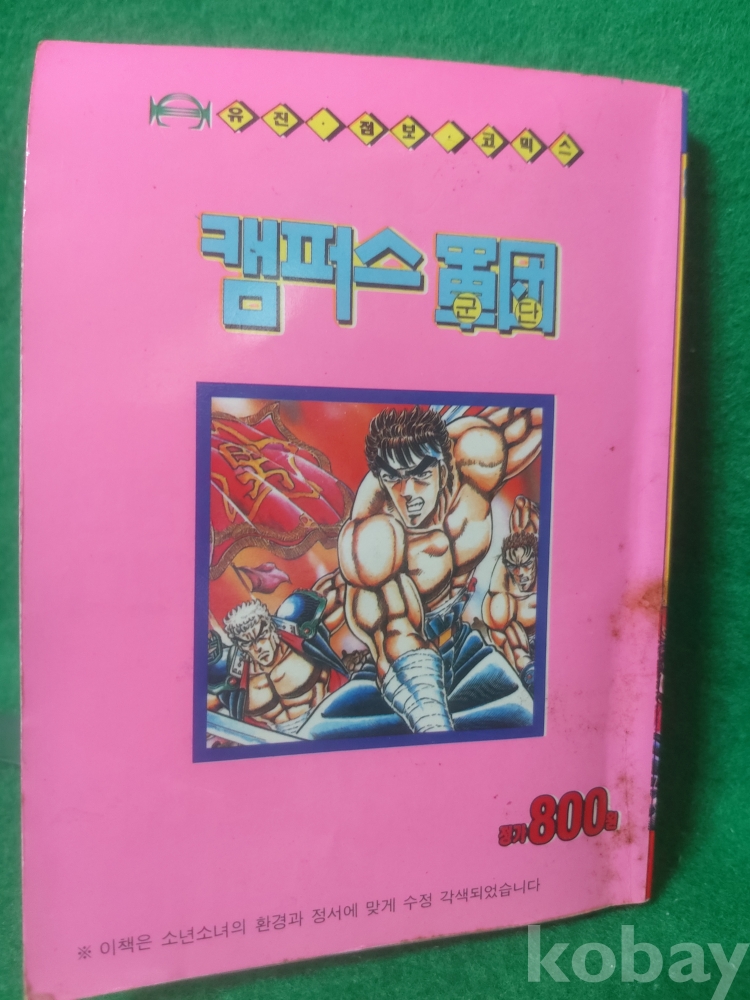 유진·점보·코믹스
캠퍼스 軍団
군단
정가 800원
※ 이책은 소년소녀의 환경과 정서에 맞게 수정 각색되었습니다
kobay